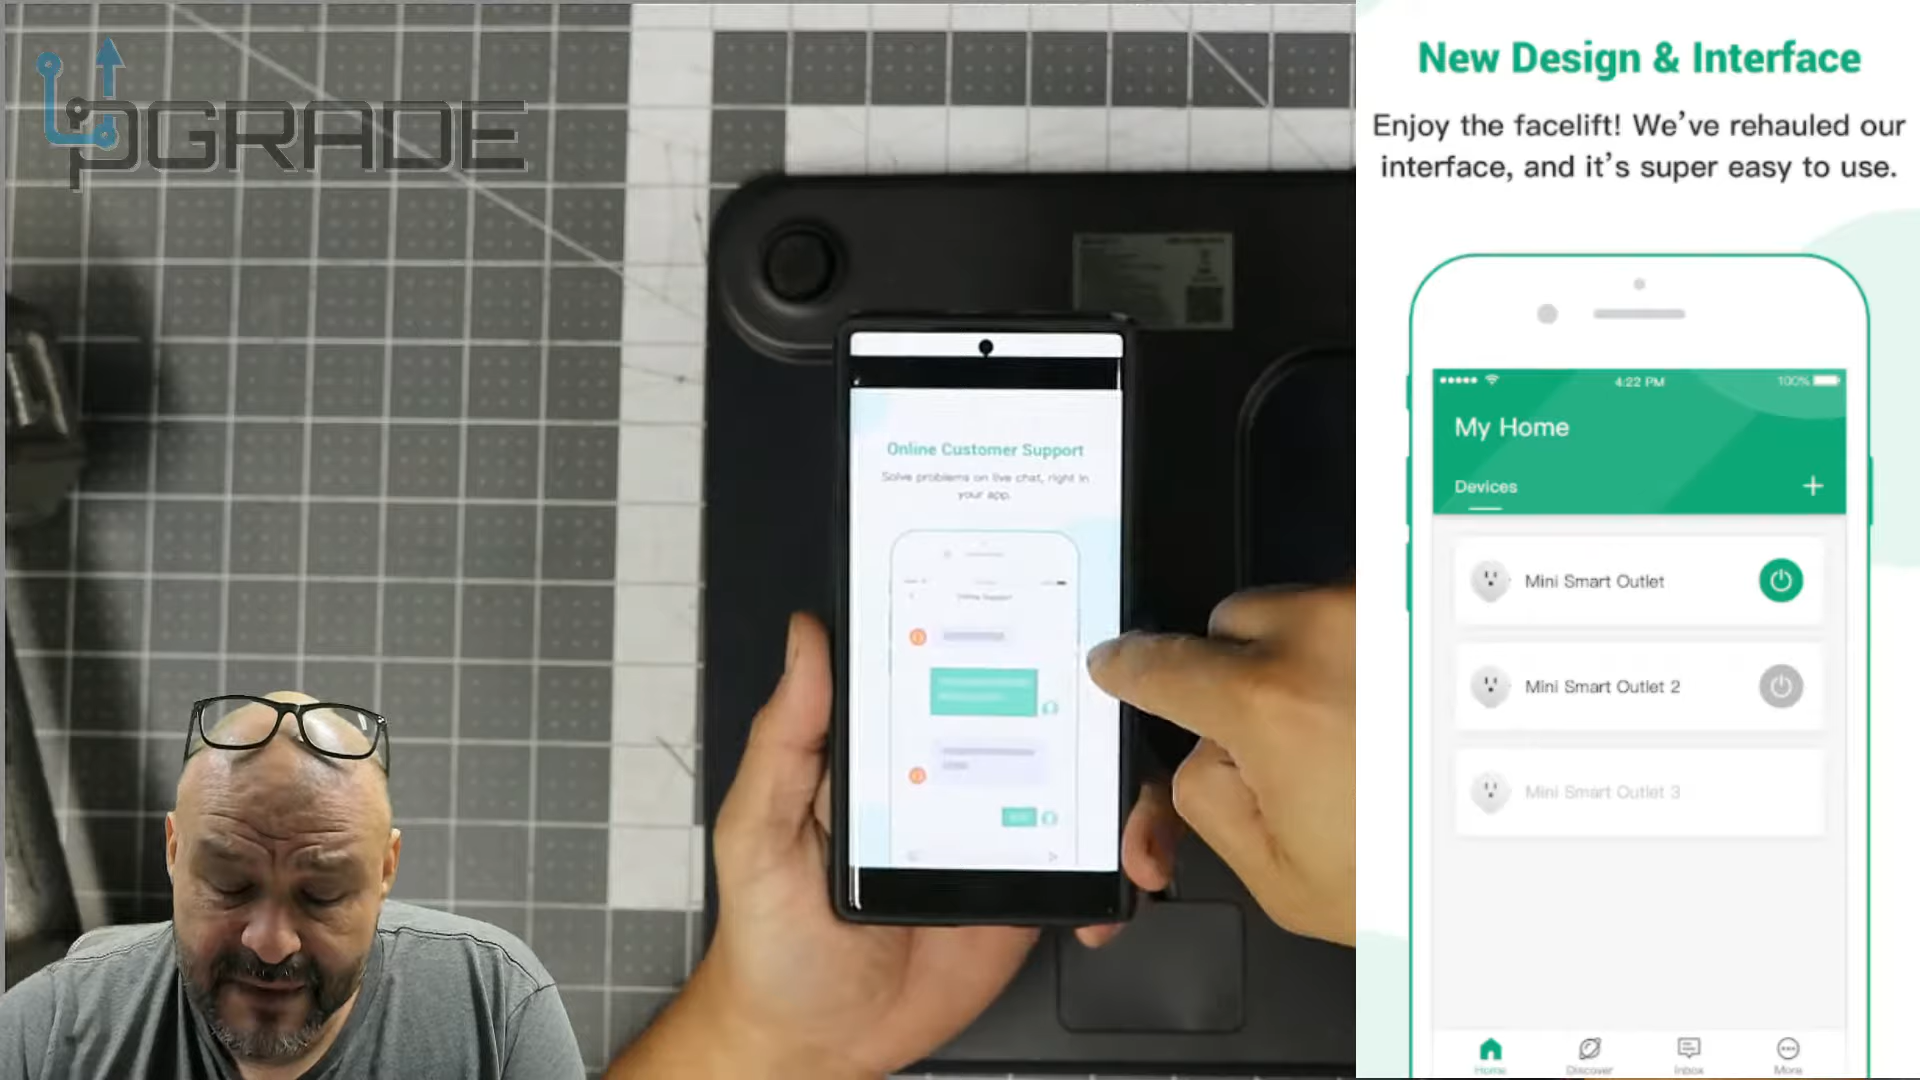 UPGRADE
Online Customer Support
Solve problems on live chat, right in
your app.
Online Support
New Design & Interface
Enjoy the facelift! We've rehauled our
interface, and it's super easy to use.
4:22 PM
100%
My Home
Devices
+
Mini Smart Outlet
Mini Smart Outlet 2
Mini Smart Outlet 3
Home
Discover
Inbox
More